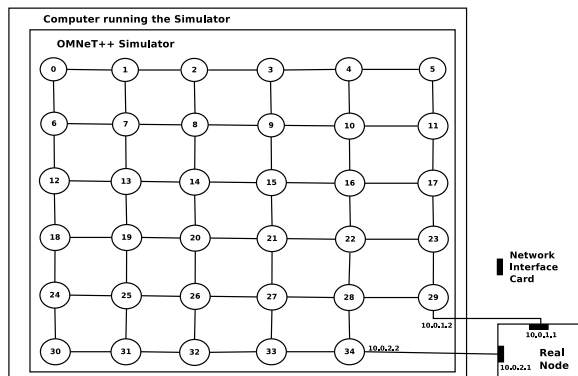 Computer running the Simulator
OMNeT++ Simulator
0 1 2 3 4 5
6 7 8 9 10 11
12 13 14 15 16 17
18 19 20 21 22 23
24 25 26 27 28 29
30 31 32 33 34
Network
Interface
Card
10.0.1.2
10.0.1.1
10.0.2.2
10.0.2.1
Real
Node